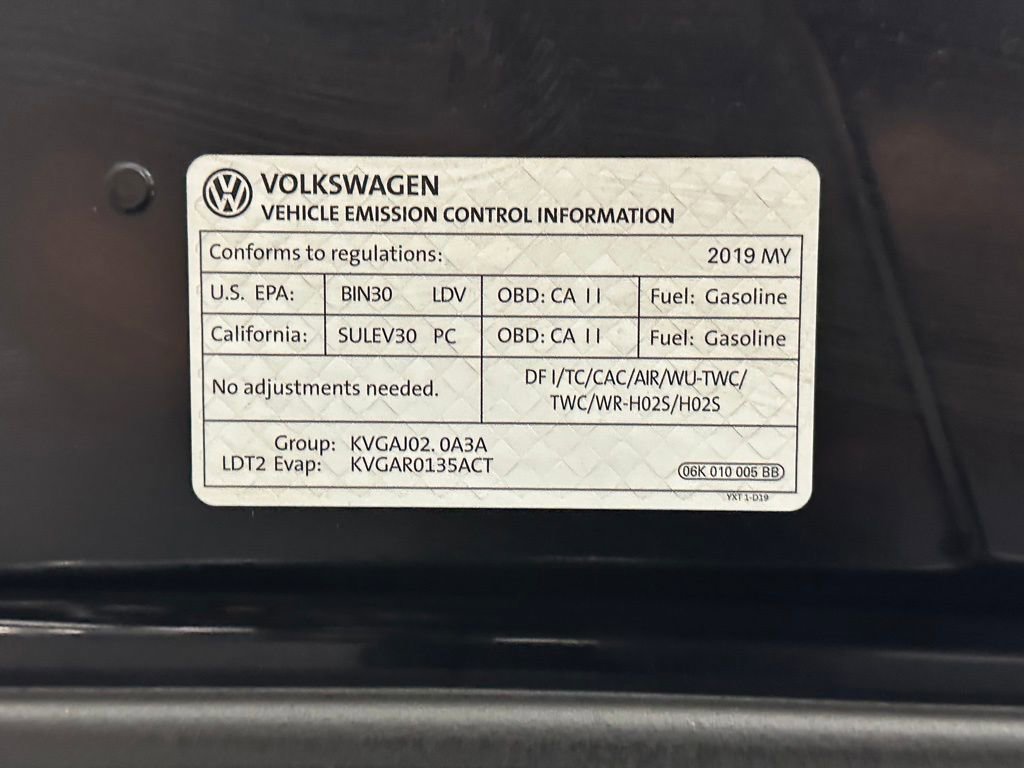 VOLKSWAGEN
VEHICLE EMISSION CONTROL INFORMATION
Conforms to regulations: 2019 MY
U.S. EPA: BIN30 LDV OBD: CA II Fuel: Gasoline
California: SULEV30 PC OBD: CA II Fuel: Gasoline
No adjustments needed.
DF I/TC/CAC/AIR/WU-TWC/
TWC/WR-H02S/H02S
Group: KVGAJ02. 0A3A
LDT2 Evap: KVGAR0135ACT
06K 010 005 BB
YXT 1-D19